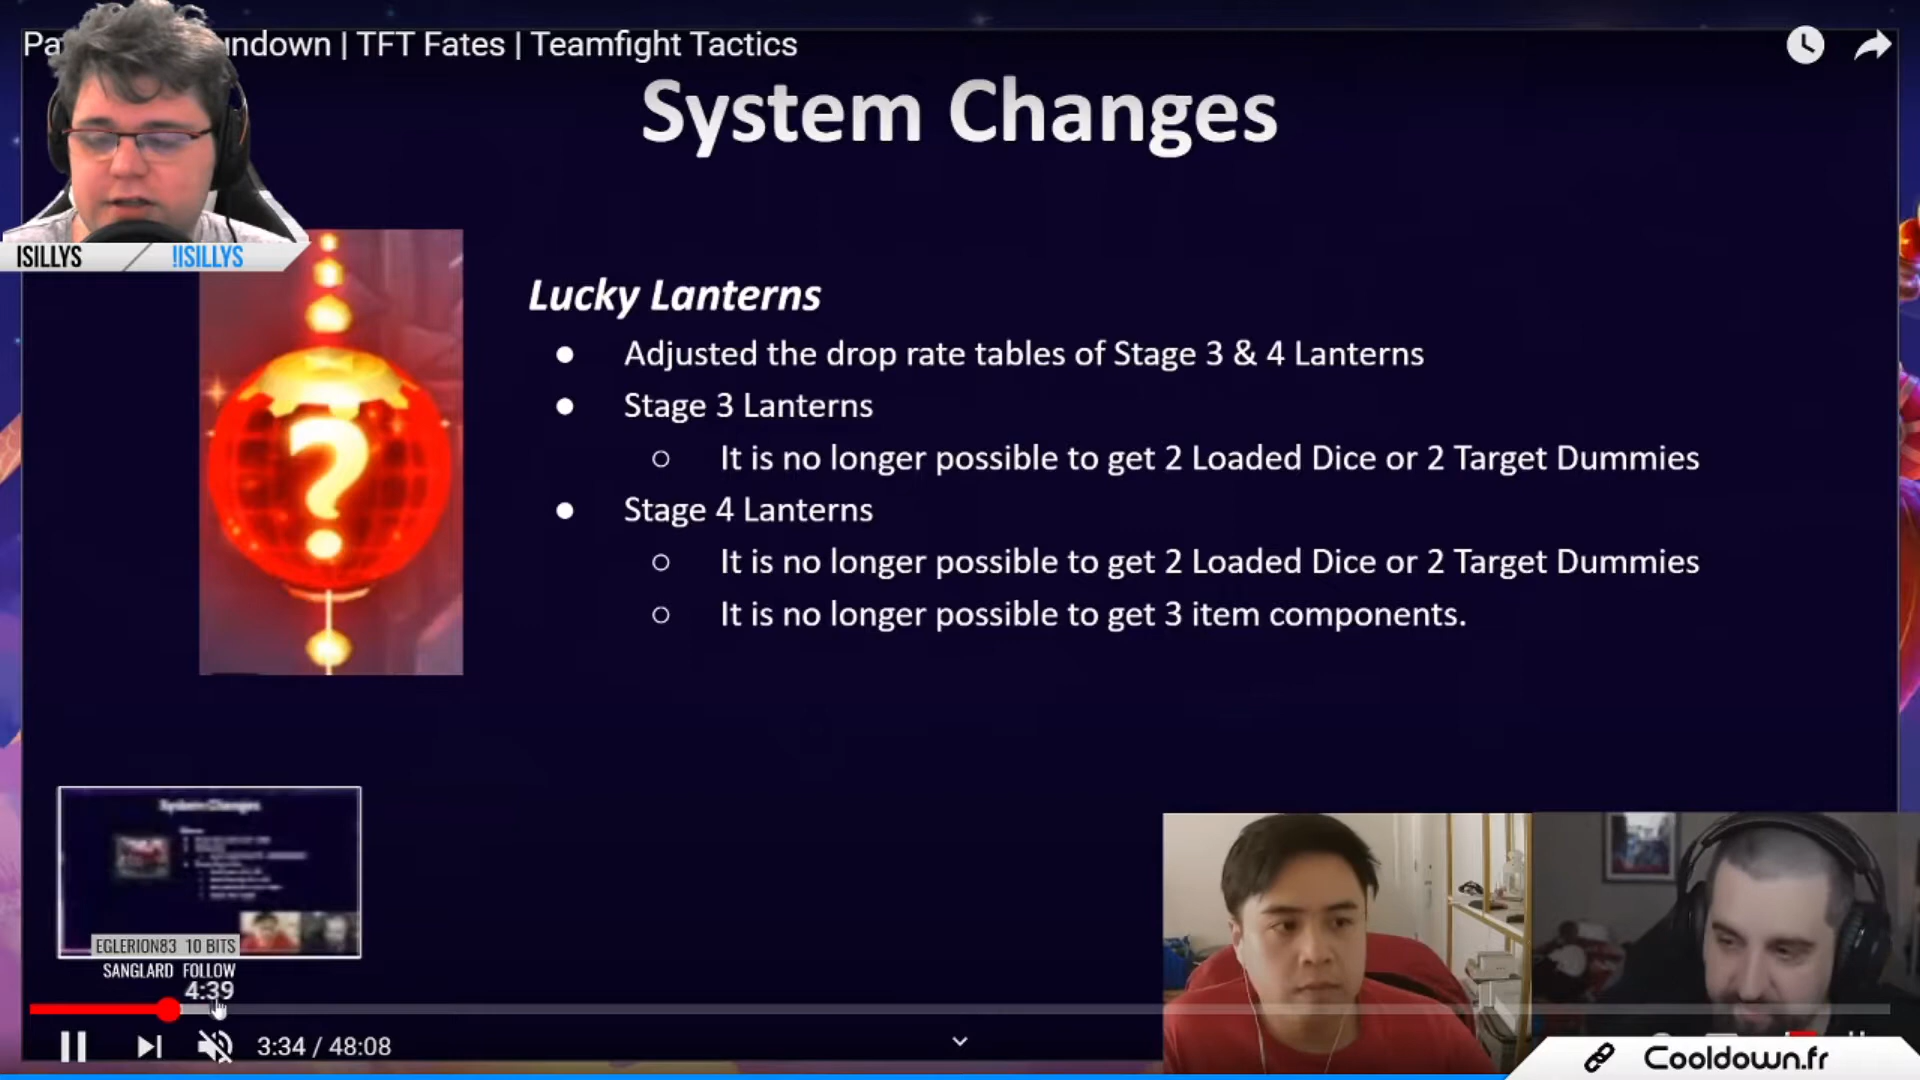 Pa
undown | TFT Fates | Teamfight Tactics
System Changes
ISILLYS
!ISILLYS
Lucky Lanterns
● Adjusted the drop rate tables of Stage 3 & 4 Lanterns
● Stage 3 Lanterns
○ It is no longer possible to get 2 Loaded Dice or 2 Target Dummies
● Stage 4 Lanterns
○ It is no longer possible to get 2 Loaded Dice or 2 Target Dummies
○ It is no longer possible to get 3 item components.
?
System Changes
EGLERION83 10 BITS
SANGLARD FOLLOW
4:39
3:34 / 48:08
Cooldown.fr